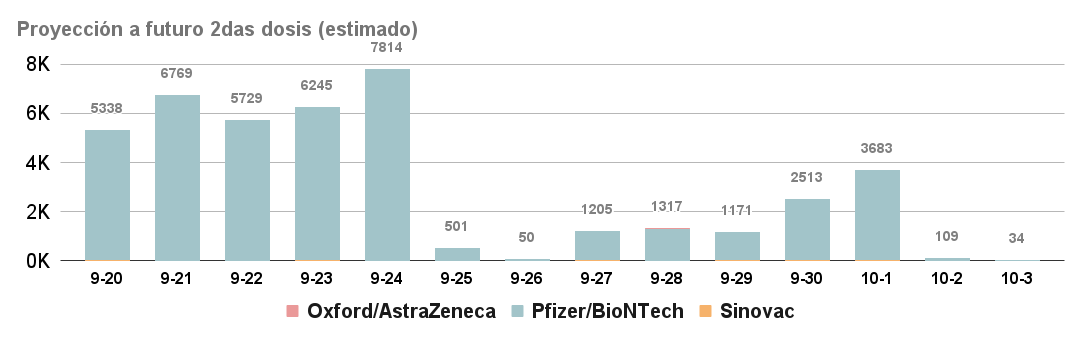 Proyección a futuro 2das dosis (estimado)
7814
8K
6769
6245
5729
5338
6K
4K
3683
2513
2K
1205
1317
1171
501
50
109
34
0K
9-20 9-21 9-22 9-23 9-24 9-25 9-26 9-27 9-28 9-29 9-30 10-1 10-2 10-3
Oxford/AstraZeneca Pfizer/BioNTech Sinovac